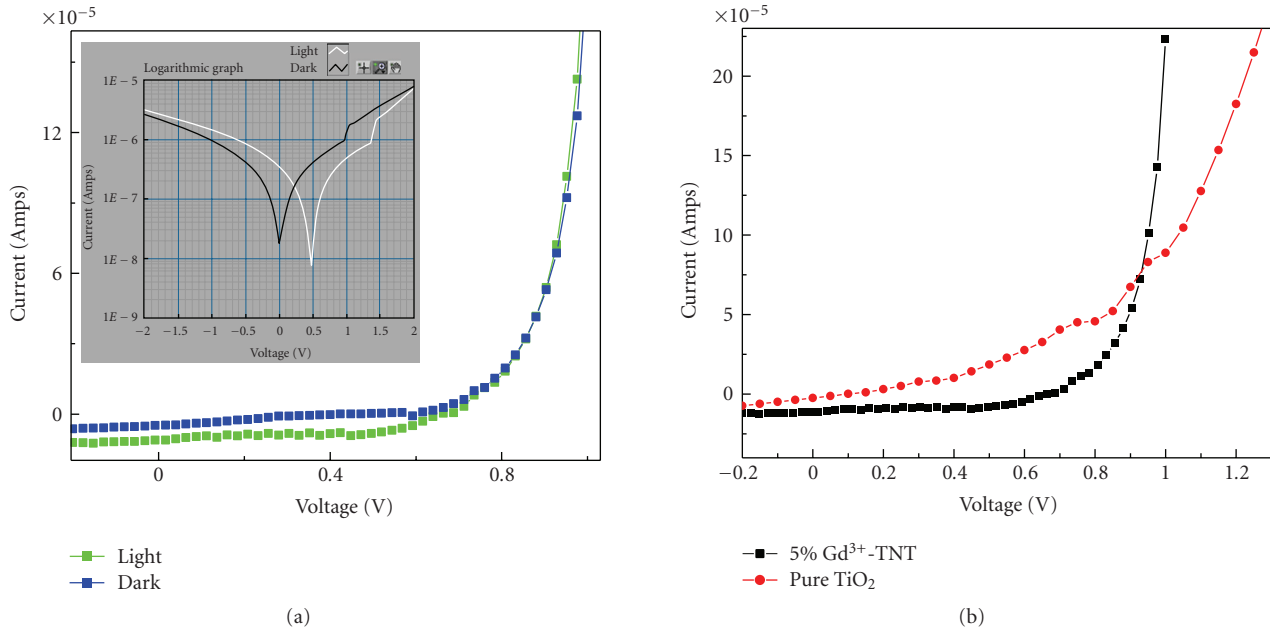 ×10⁻⁵
12
6
0
Current (Amps)
0
0.4
0.8
Voltage (V)
Light
Dark
Logarithmic graph
1E−5
1E−6
1E−7
1E−8
1E−9
Current (Amps)
−2
−1.5
−1
−0.5
0
0.5
1
1.5
2
Voltage (V)
Light
Dark
(a)
×10⁻⁵
20
15
10
5
0
Current (Amps)
−0.2
0
0.2
0.4
0.6
0.8
1
1.2
Voltage (V)
5% Gd³⁺-TNT
Pure TiO₂
(b)